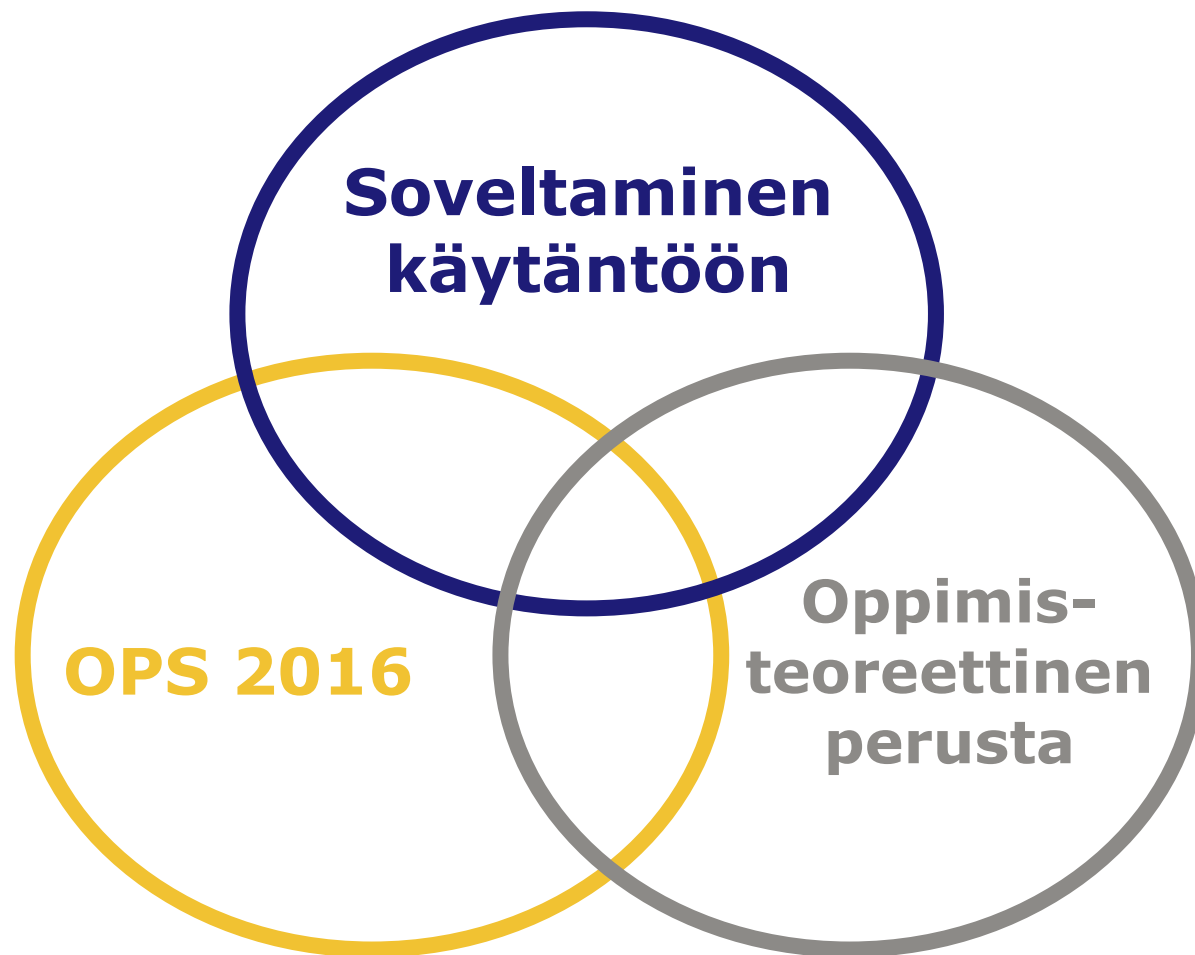 Soveltaminen
käytäntöön
OPS 2016
Oppimis-
teoreettinen
perusta